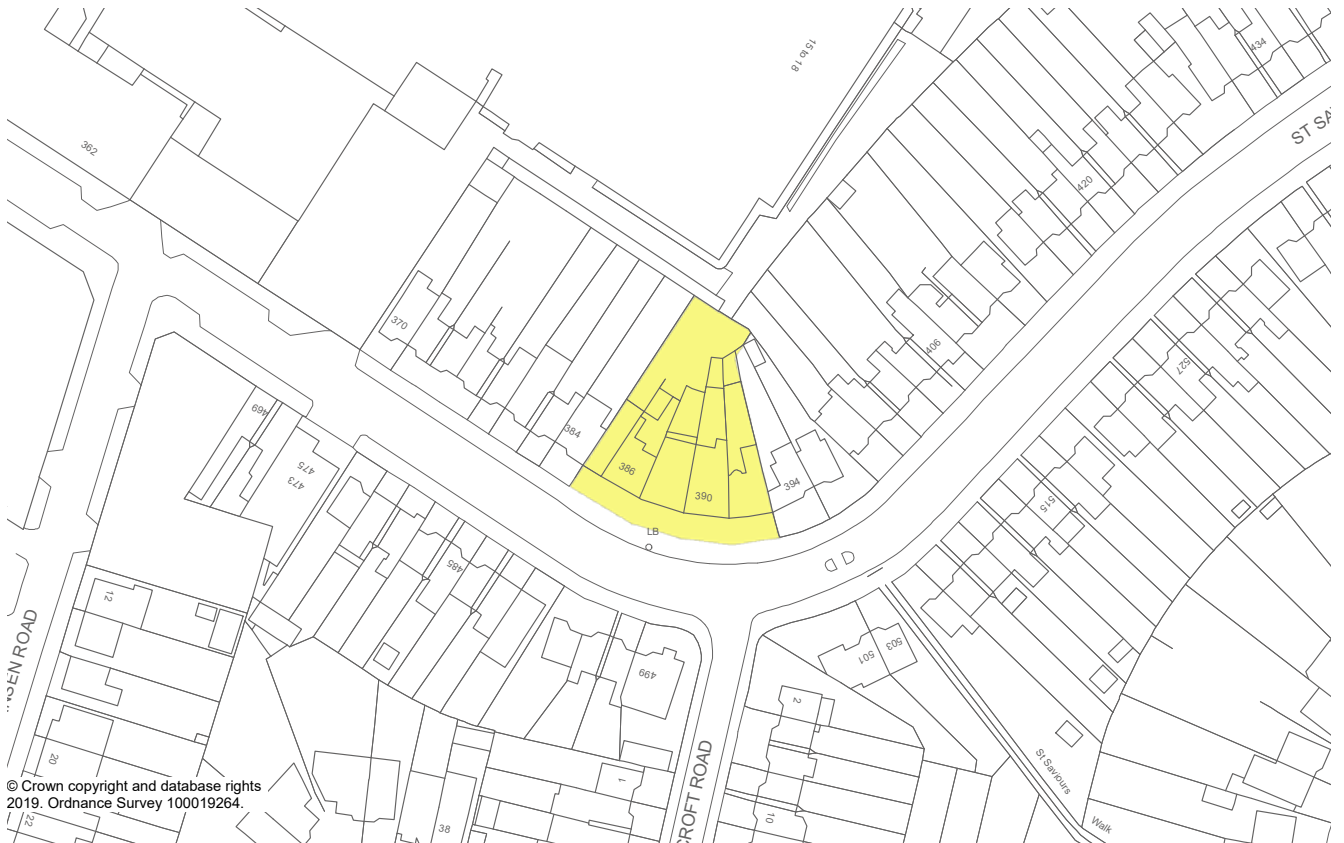 15 to 18
434
362
ST SA
420
370
406
527
384
469
475
473
386
390
394
515
LB
485
12
499
501
503
NSEN ROAD
2
20
1
St Saviours
© Crown copyright and database rights
2019. Ordnance Survey 100019264.
CROFT ROAD
22
38
10
Walk